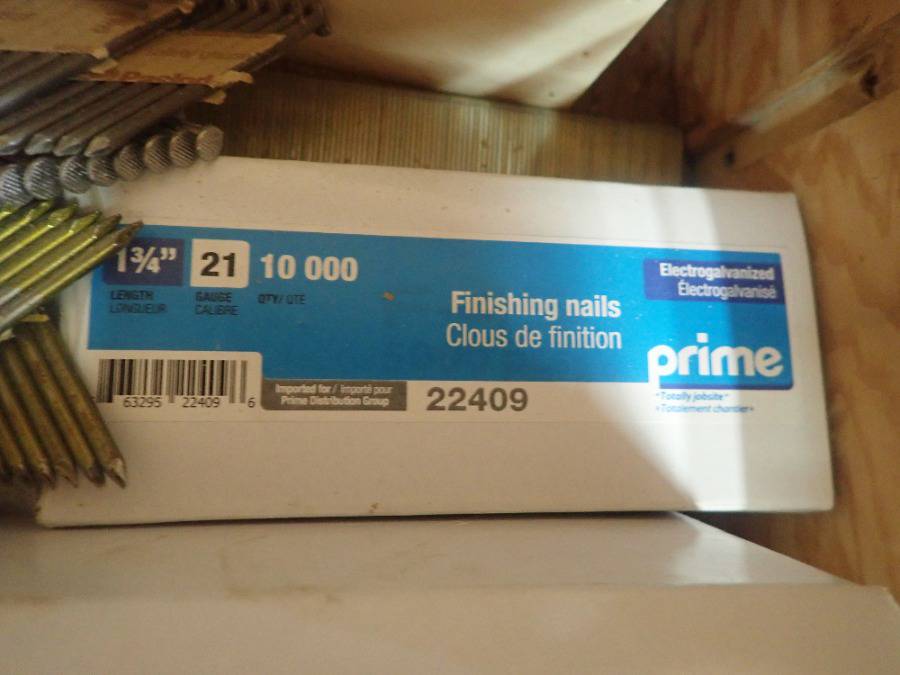 1¾” 21 10 000
LENGTH GAUGE QTY/ QTE
LONGUEUR CALIBRE
Electrogalvanized
Électrogalvanisé
Finishing nails
Clous de finition
prime
"Totally jobsite"
«Totalement chantier»
63295 22409 6
Imported for / Importé pour
Prime Distribution Group
22409